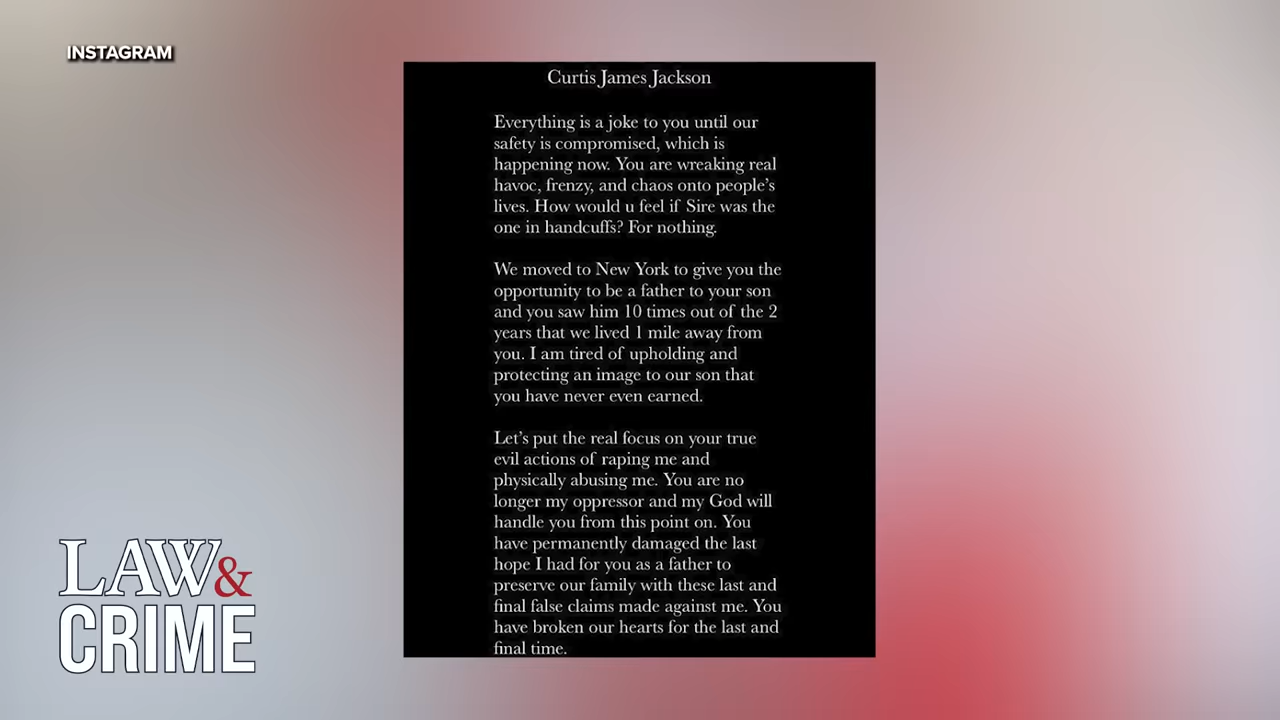 INSTAGRAM
Curtis James Jackson
Everything is a joke to you until our
safety is compromised, which is
happening now. You are wreaking real
havoc, frenzy, and chaos onto people's
lives. How would u feel if Sire was the
one in handcuffs? For nothing.
We moved to New York to give you the
opportunity to be a father to your son
and you saw him 10 times out of the 2
years that we lived 1 mile away from
you. I am tired of upholding and
protecting an image to our son that
you have never even earned.
Let's put the real focus on your true
evil actions of raping me and
physically abusing me. You are no
longer my oppressor and my God will
handle you from this point on. You
have permanently damaged the last
hope I had for you as a father to
preserve our family with these last and
final false claims made against me. You
have broken our hearts for the last and
final time.
LAW&
CRIME